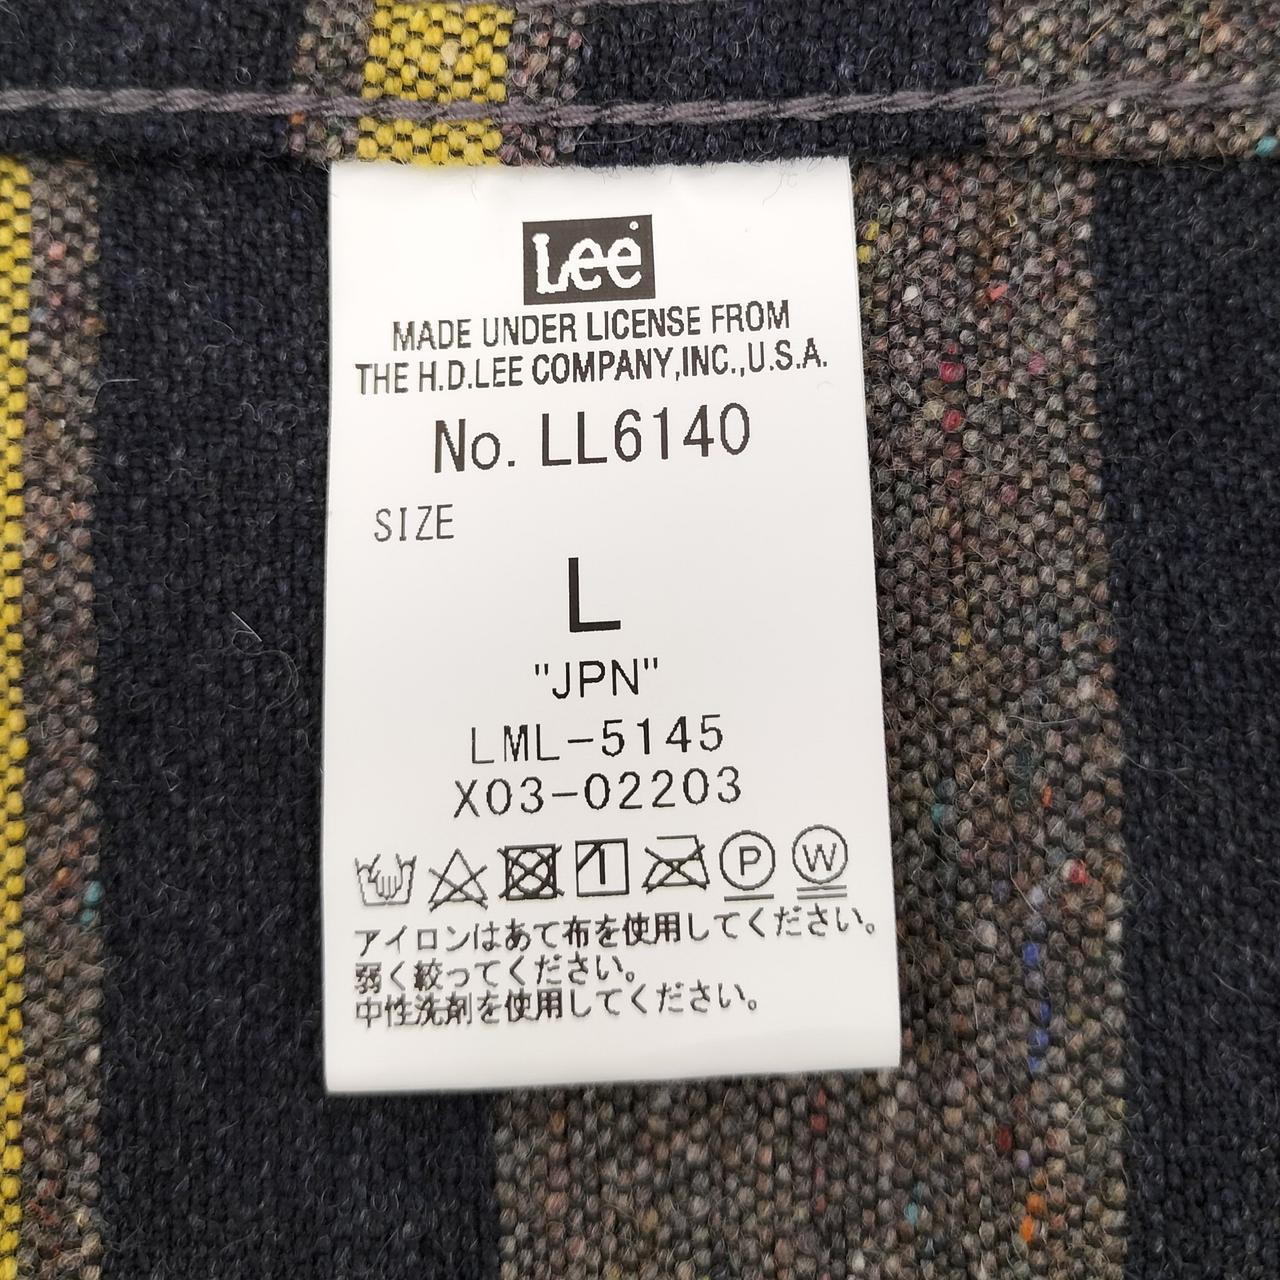 Lee
MADE UNDER LICENSE FROM
THE H.D.LEE COMPANY,INC.,U.S.A.
No. LL6140
SIZE
L
"JPN"
LML-5145
X03-02203
1 P W
アイロンはあて布を使用してください。
弱く絞ってください。
中性洗剤を使用してください。